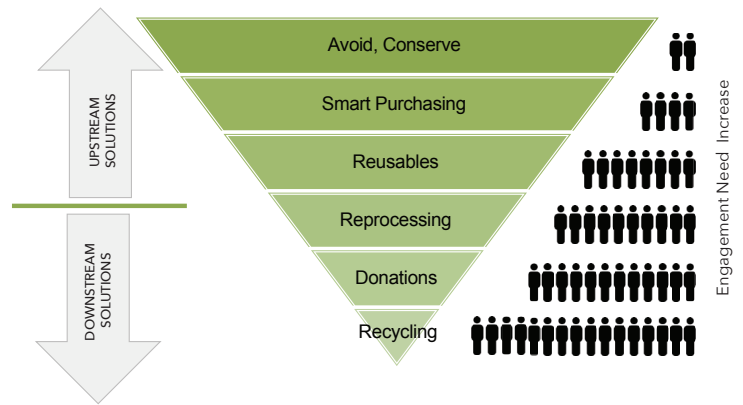 UPSTREAM
SOLUTIONS
DOWNSTREAM
SOLUTIONS
Avoid, Conserve
Smart Purchasing
Reusables
Reprocessing
Donations
Recycling
Engagement Need Increase